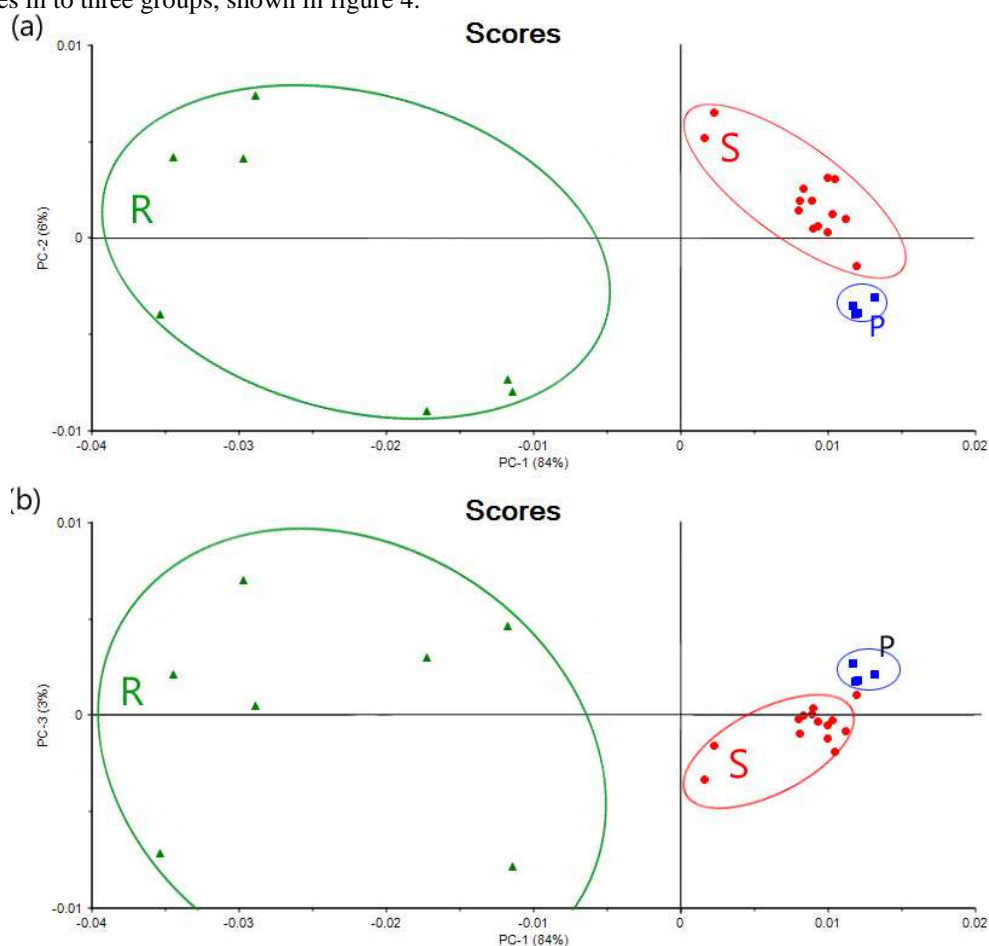 es in to three groups, shown in figure 4.
(a)
Scores
0.01
S
R
PC-2 (6%)
0
P
-0.01
-0.04 -0.03 -0.02 -0.01 0 0.01 0.02
PC-1 (84%)
(b)
Scores
0.01
P
R
PC-3 (3%)
0
S
-0.01
-0.04 -0.03 -0.02 -0.01 0 0.01 0.02
PC-1 (84%)